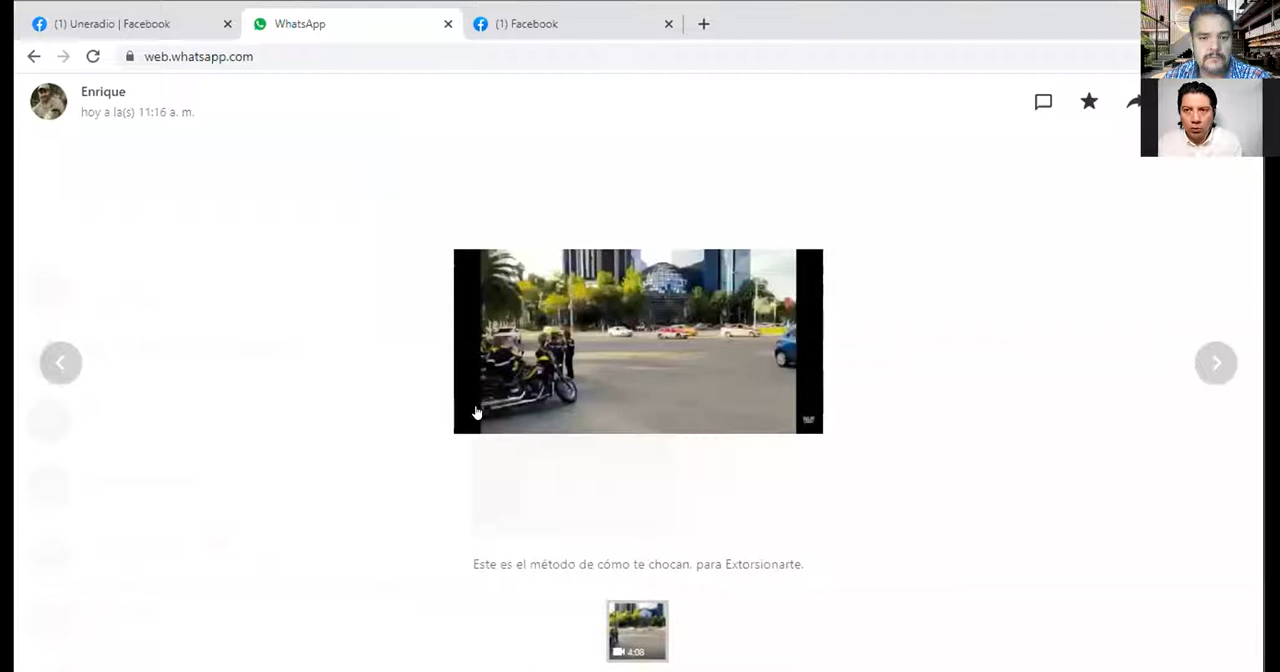 (1) Uneradio | Facebook
WhatsApp
(1) Facebook
web.whatsapp.com
Enrique
hoy a la(s) 11:16 a. m.
Este es el método de cómo te chocan, para Extorsionarte.
4:08